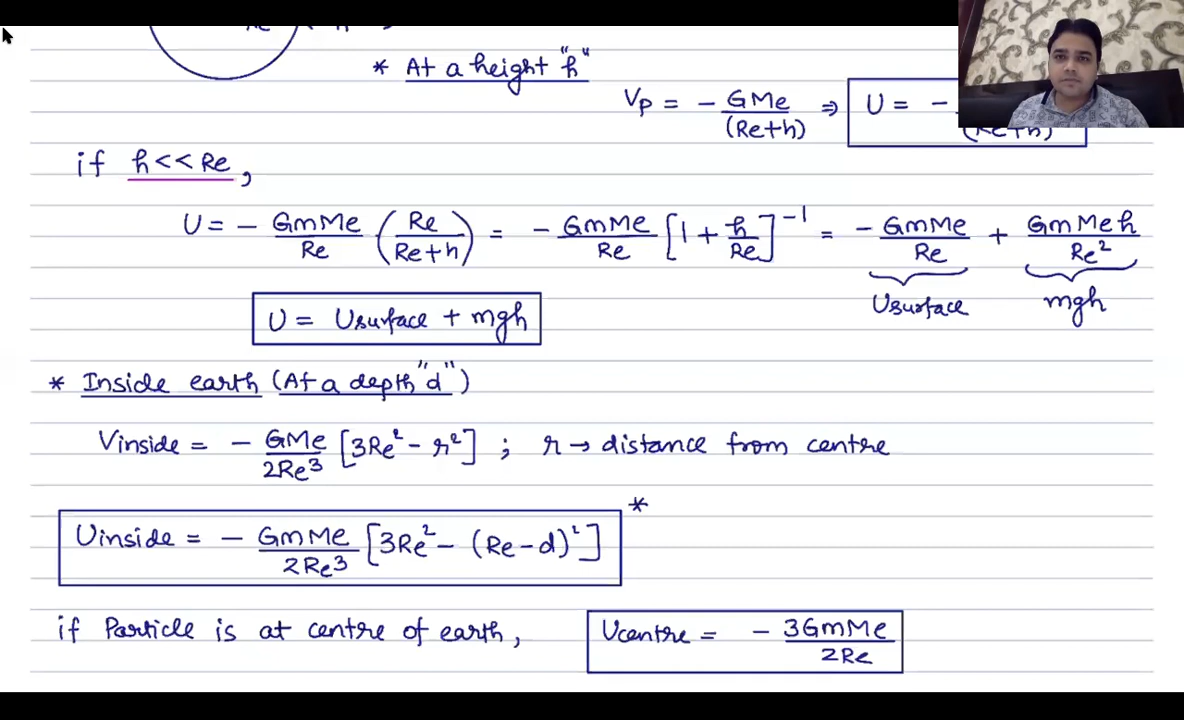 * At a height "h"
Vp = - GMe/(Re+h) ⇒ U = -
if h<<Re,
U = - GmMe/Re (Re/(Re+h)) = - GmMe/Re [1 + h/Re]^-1 = - GmMe/Re + GmMeh/Re²
Usurface mgh
U = Usurface + mgh
* Inside earth (At a depth "d")
Vinside = - GMe/2Re³ [3Re² - r²] ; r → distance from centre
*
Uinside = - GmMe/2Re³ [3Re² - (Re-d)²]
if Particle is at centre of earth, Ucentre = - 3GmMe/2Re